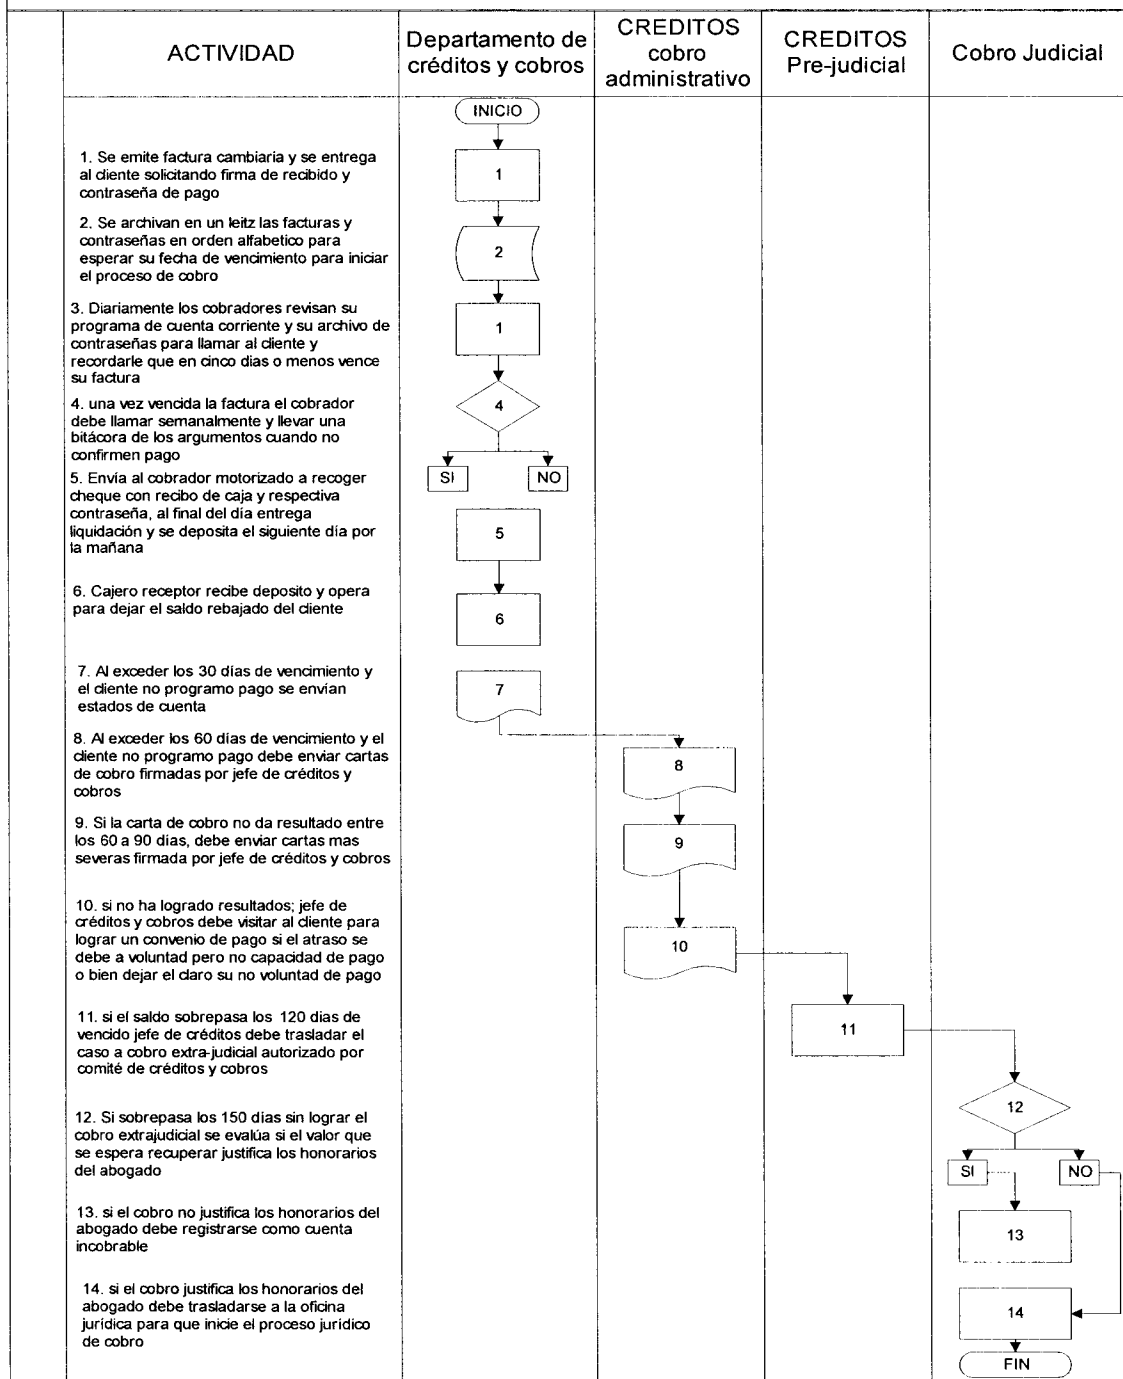 ACTIVIDAD
Departamento de
créditos y cobros
CREDITOS
cobro
administrativo
CREDITOS
Pre-judicial
Cobro Judicial
INICIO
1. Se emite factura cambiaria y se entrega
al cliente solicitando firma de recibido y
contraseña de pago
1
2. Se archivan en un leitz las facturas y
contraseñas en orden alfabetico para
esperar su fecha de vencimiento para iniciar
el proceso de cobro
2
3. Diariamente los cobradores revisan su
programa de cuenta corriente y su archivo de
contraseñas para llamar al cliente y
recordarle que en cinco dias o menos vence
su factura
1
4. una vez vencida la factura el cobrador
debe llamar semanalmente y llevar una
bitácora de los argumentos cuando no
confirmen pago
4
SI
NO
5. Envía al cobrador motorizado a recoger
cheque con recibo de caja y respectiva
contraseña, al final del día entrega
liquidación y se deposita el siguiente día por
la mañana
5
6. Cajero receptor recibe deposito y opera
para dejar el saldo rebajado del cliente
6
7. Al exceder los 30 días de vencimiento y
el cliente no programo pago se envían
estados de cuenta
7
8. Al exceder los 60 días de vencimiento y el
cliente no programo pago debe enviar cartas
de cobro firmadas por jefe de créditos y
cobros
8
9. Si la carta de cobro no da resultado entre
los 60 a 90 días, debe enviar cartas mas
severas firmada por jefe de créditos y cobros
9
10. si no ha logrado resultados; jefe de
créditos y cobros debe visitar al cliente para
lograr un convenio de pago si el atraso se
debe a voluntad pero no capacidad de pago
o bien dejar el claro su no voluntad de pago
10
11. si el saldo sobrepasa los 120 dias de
vencido jefe de créditos debe trasladar el
caso a cobro extra-judicial autorizado por
comité de créditos y cobros
11
12. Si sobrepasa los 150 días sin lograr el
cobro extrajudicial se evalúa si el valor que
se espera recuperar justifica los honorarios
del abogado
12
SI
NO
13. si el cobro no justifica los honorarios del
abogado debe registrarse como cuenta
incobrable
13
14. si el cobro justifica los honorarios del
abogado debe trasladarse a la oficina
jurídica para que inicie el proceso jurídico
de cobro
14
FIN